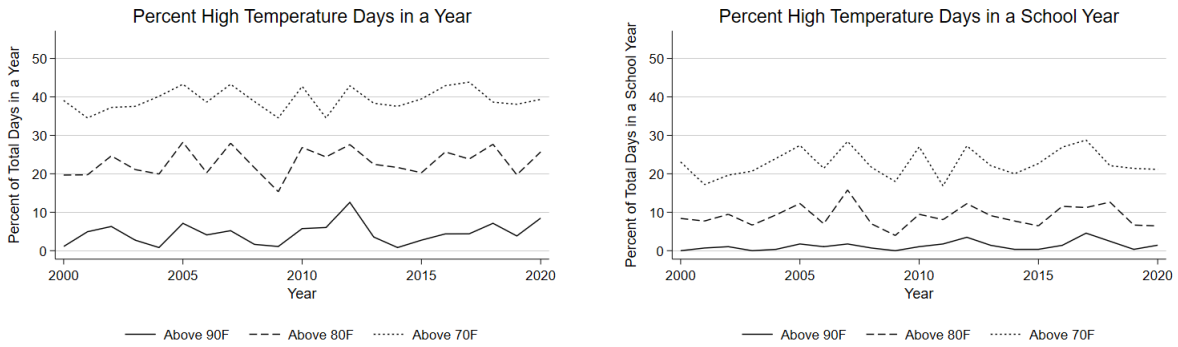 Percent High Temperature Days in a Year
Percent of Total Days in a Year
50
40
30
20
10
0
2000 2005 2010 2015 2020
Year
Above 90F Above 80F Above 70F
Percent High Temperature Days in a School Year
Percent of Total Days in a School Year
50
40
30
20
10
0
2000 2005 2010 2015 2020
Year
Above 90F Above 80F Above 70F